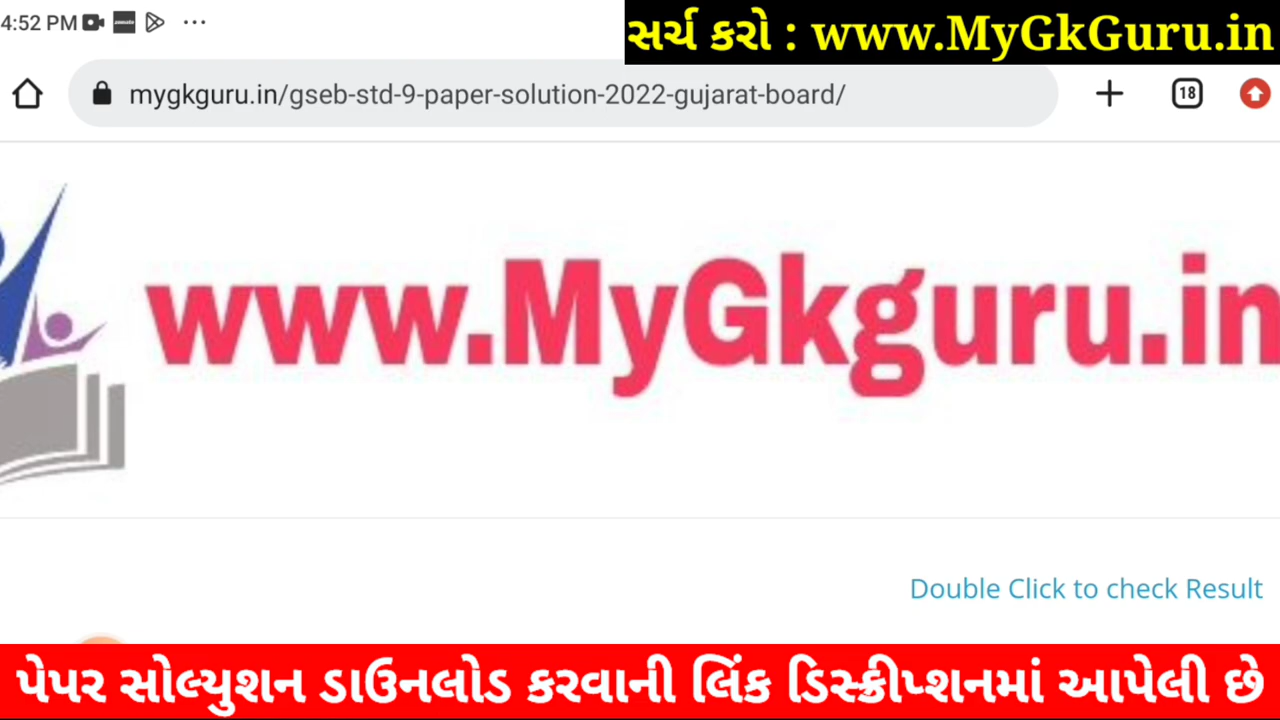 4:52 PM
સર્ચ કરો : www.MyGkGuru.in
mygkguru.in/gseb-std-9-paper-solution-2022-gujarat-board/
18
www.MyGkguru.in
Double Click to check Result
પેપર સોલ્યુશન ડાઉનલોડ કરવાની લિંક ડિસ્ક્રીપ્શનમાં આપેલી છે